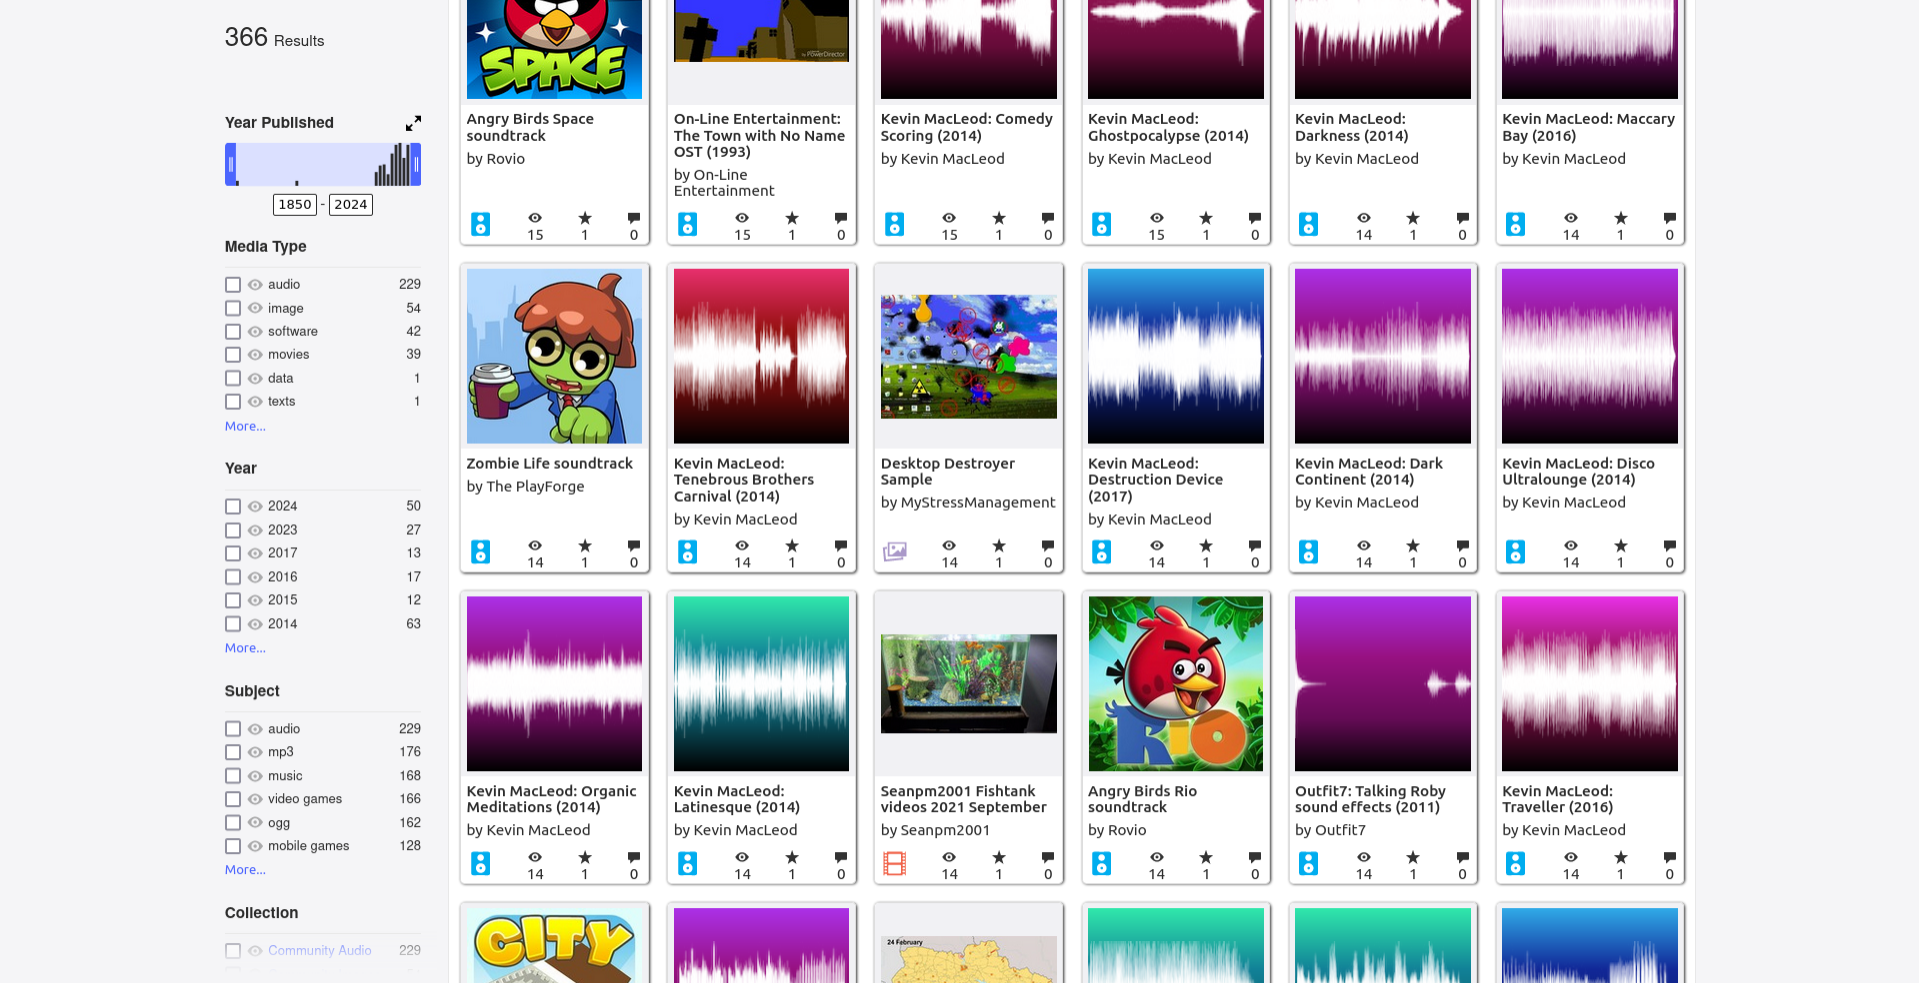 366 Results
Year Published
1850 - 2024
Media Type
audio 229
image 54
software 42
movies 39
data 1
texts 1
More...
Year
2024 50
2023 27
2017 13
2016 17
2015 12
2014 63
More...
Subject
audio 229
mp3 176
music 168
video games 166
ogg 162
mobile games 128
More...
Collection
Community Audio 229
SPACE
Angry Birds Space
soundtrack
by Rovio
15 1 0
by PowerDirector
On-Line Entertainment:
The Town with No Name
OST (1993)
by On-Line
Entertainment
15 1 0
Kevin MacLeod: Comedy
Scoring (2014)
by Kevin MacLeod
15 1 0
Kevin MacLeod:
Ghostpocalypse (2014)
by Kevin MacLeod
15 1 0
Kevin MacLeod:
Darkness (2014)
by Kevin MacLeod
14 1 0
Kevin MacLeod: Maccary
Bay (2016)
by Kevin MacLeod
14 1 0
Zombie Life soundtrack
by The PlayForge
14 1 0
Kevin MacLeod:
Tenebrous Brothers
Carnival (2014)
by Kevin MacLeod
14 1 0
Desktop Destroyer
Sample
by MyStressManagement
14 1 0
Kevin MacLeod:
Destruction Device
(2017)
by Kevin MacLeod
14 1 0
Kevin MacLeod: Dark
Continent (2014)
by Kevin MacLeod
14 1 0
Kevin MacLeod: Disco
Ultralounge (2014)
by Kevin MacLeod
14 1 0
Kevin MacLeod: Organic
Meditations (2014)
by Kevin MacLeod
14 1 0
Kevin MacLeod:
Latinesque (2014)
by Kevin MacLeod
14 1 0
Seanpm2001 Fishtank
videos 2021 September
by Seanpm2001
14 1 0
RIO
Angry Birds Rio
soundtrack
by Rovio
14 1 0
Outfit7: Talking Roby
sound effects (2011)
by Outfit7
14 1 0
Kevin MacLeod:
Traveller (2016)
by Kevin MacLeod
14 1 0
CITY
24 February